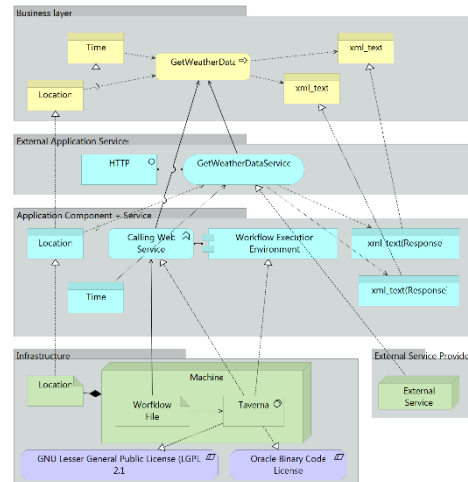 Business layer
Time
xml_text
GetWeatherData
Location
xml_text
External Application Service
HTTP
GetWeatherDataService
Application Component + Service
Location
Calling Web
Service
Workflow Execution
Environment
xml_text(Response
Time
xml_text(Response
Infrastructure
External Service Provide
Machine
Location
External
Service
Worfklow
File
Taverna
GNU Lesser General Public License (LGPL
2.1
Oracle Binary Code
License